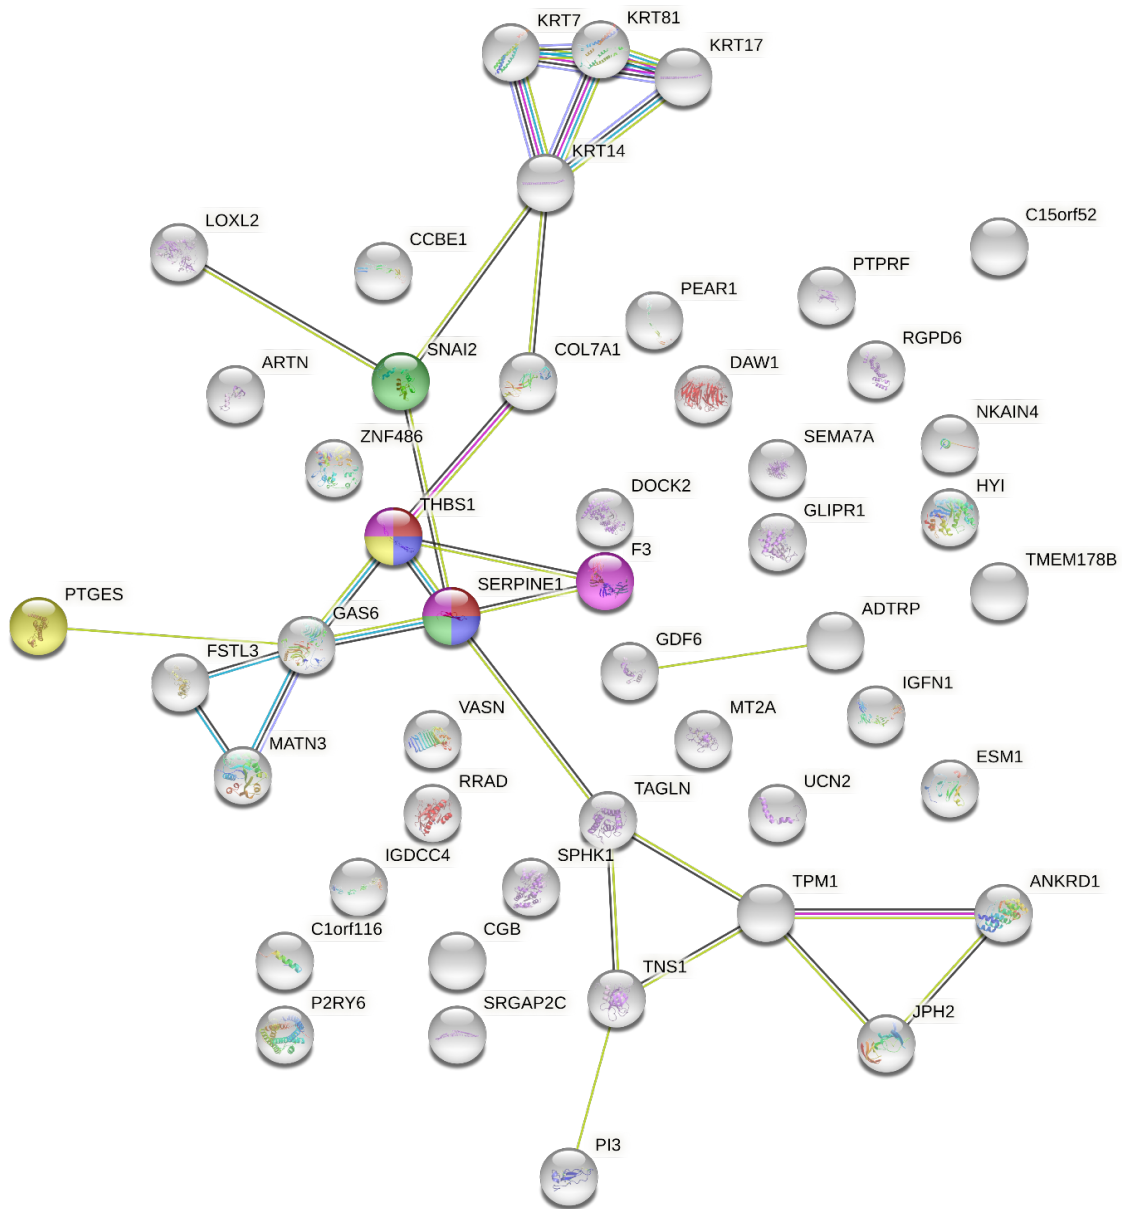 KRT7
KRT81
KRT17
KRT14
LOXL2
CCBE1
C15orf52
PTPRF
PEAR1
RGPD6
SNAI2
COL7A1
ARTN
DAW1
NKAIN4
ZNF486
SEMA7A
HYI
THBS1
DOCK2
GLIPR1
F3
TMEM178B
PTGES
SERPINE1
GAS6
ADTRP
FSTL3
GDF6
IGFN1
VASN
MT2A
MATN3
ESM1
RRAD
TAGLN
UCN2
IGDCC4
SPHK1
TPM1
ANKRD1
C1orf116
CGB
TNS1
P2RY6
SRGAP2C
JPH2
PI3